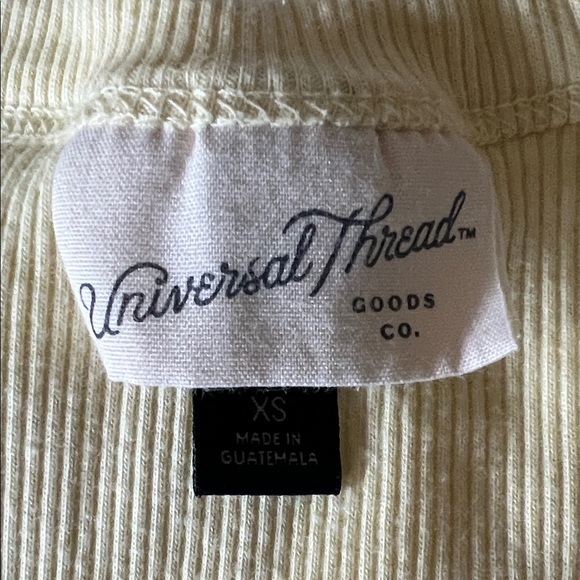 Universal Thread™
GOODS
CO.
XS
MADE IN
GUATEMALA